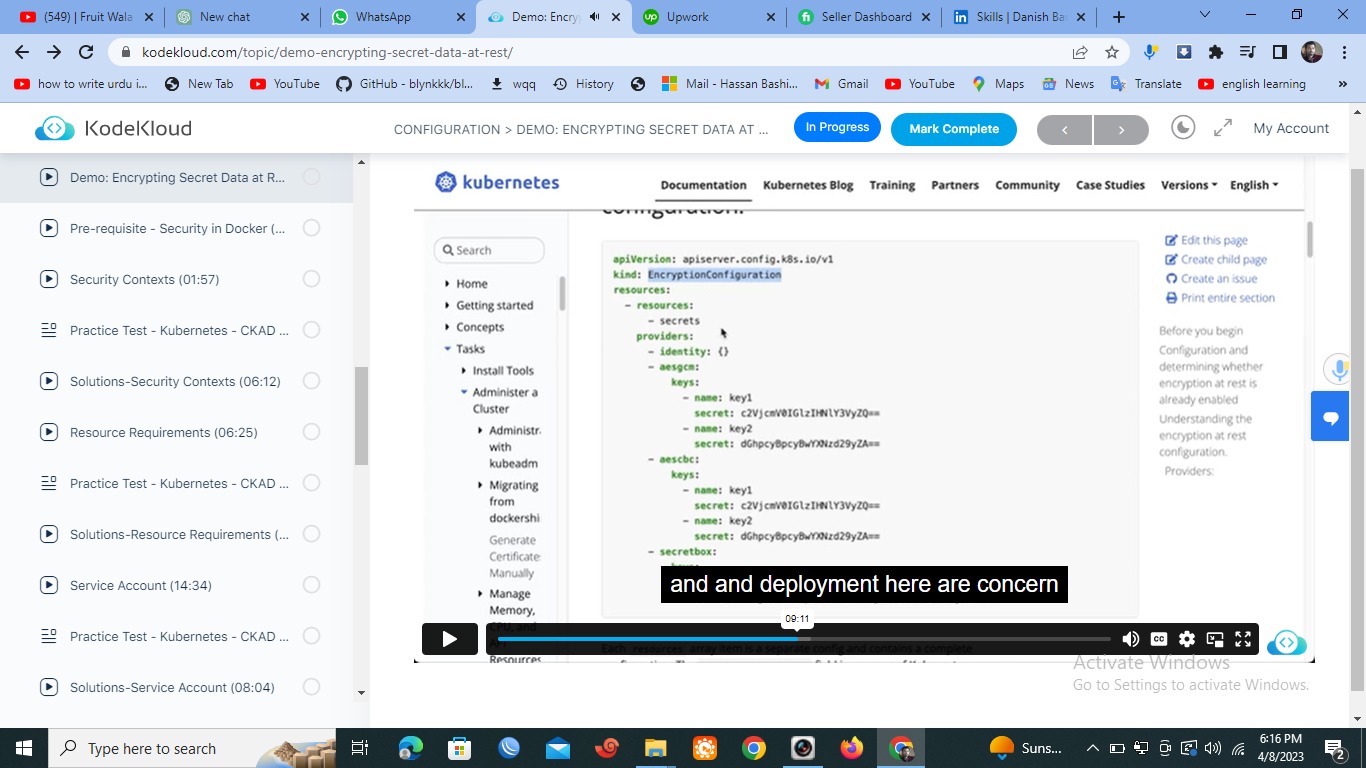 (549) | Fruit Wala
New chat
WhatsApp
Demo: Encry
Upwork
Seller Dashboard
Skills | Danish Ba
kodekloud.com/topic/demo-encrypting-secret-data-at-rest/
how to write urdu i...
New Tab
YouTube
GitHub - blynkkk/bl...
wqq
History
Mail - Hassan Bashi...
Gmail
YouTube
Maps
News
Translate
english learning
»
KodeKloud
CONFIGURATION > DEMO: ENCRYPTING SECRET DATA AT ...
In Progress
Mark Complete
My Account
Demo: Encrypting Secret Data at R...
Pre-requisite - Security in Docker (...
Security Contexts (01:57)
Practice Test - Kubernetes - CKAD ...
Solutions-Security Contexts (06:12)
Resource Requirements (06:25)
Practice Test - Kubernetes - CKAD ...
Solutions-Resource Requirements (...
Service Account (14:34)
Practice Test - Kubernetes - CKAD ...
Solutions-Service Account (08:04)
kubernetes
Documentation
Kubernetes Blog
Training
Partners
Community
Case Studies
Versions
English
configuration.
Search
Home
Getting started
Concepts
Tasks
Install Tools
Administer a
Cluster
Administr
with
kubeadm
Migrating
from
dockershi
Generate
Certificate
Manually
Manage
Memory,
CPU, and
API
Resources
apiVersion: apiserver.config.k8s.io/v1
kind: EncryptionConfiguration
resources:
- resources:
- secrets
providers:
- identity: {}
- aesgcm:
keys:
- name: key1
secret: c2VjcmV0IGlzIHNlY3VyZQ==
- name: key2
secret: dGhpcyBpcyBwYXNzd29yZA==
- aescbc:
keys:
- name: key1
secret: c2VjcmV0IGlzIHNlY3VyZQ==
- name: key2
secret: dGhpcyBpcyBwYXNzd29yZA==
- secretbox:
Each resources array item is a separate config and contains a complete
Edit this page
Create child page
Create an issue
Print entire section
Before you begin
Configuration and
determining whether
encryption at rest is
already enabled
Understanding the
encryption at rest
configuration.
Providers:
and and deployment here are concern
09:11
CC
Activate Windows
Go to Settings to activate Windows.
Type here to search
Suns...
6:16 PM
4/8/2023
2